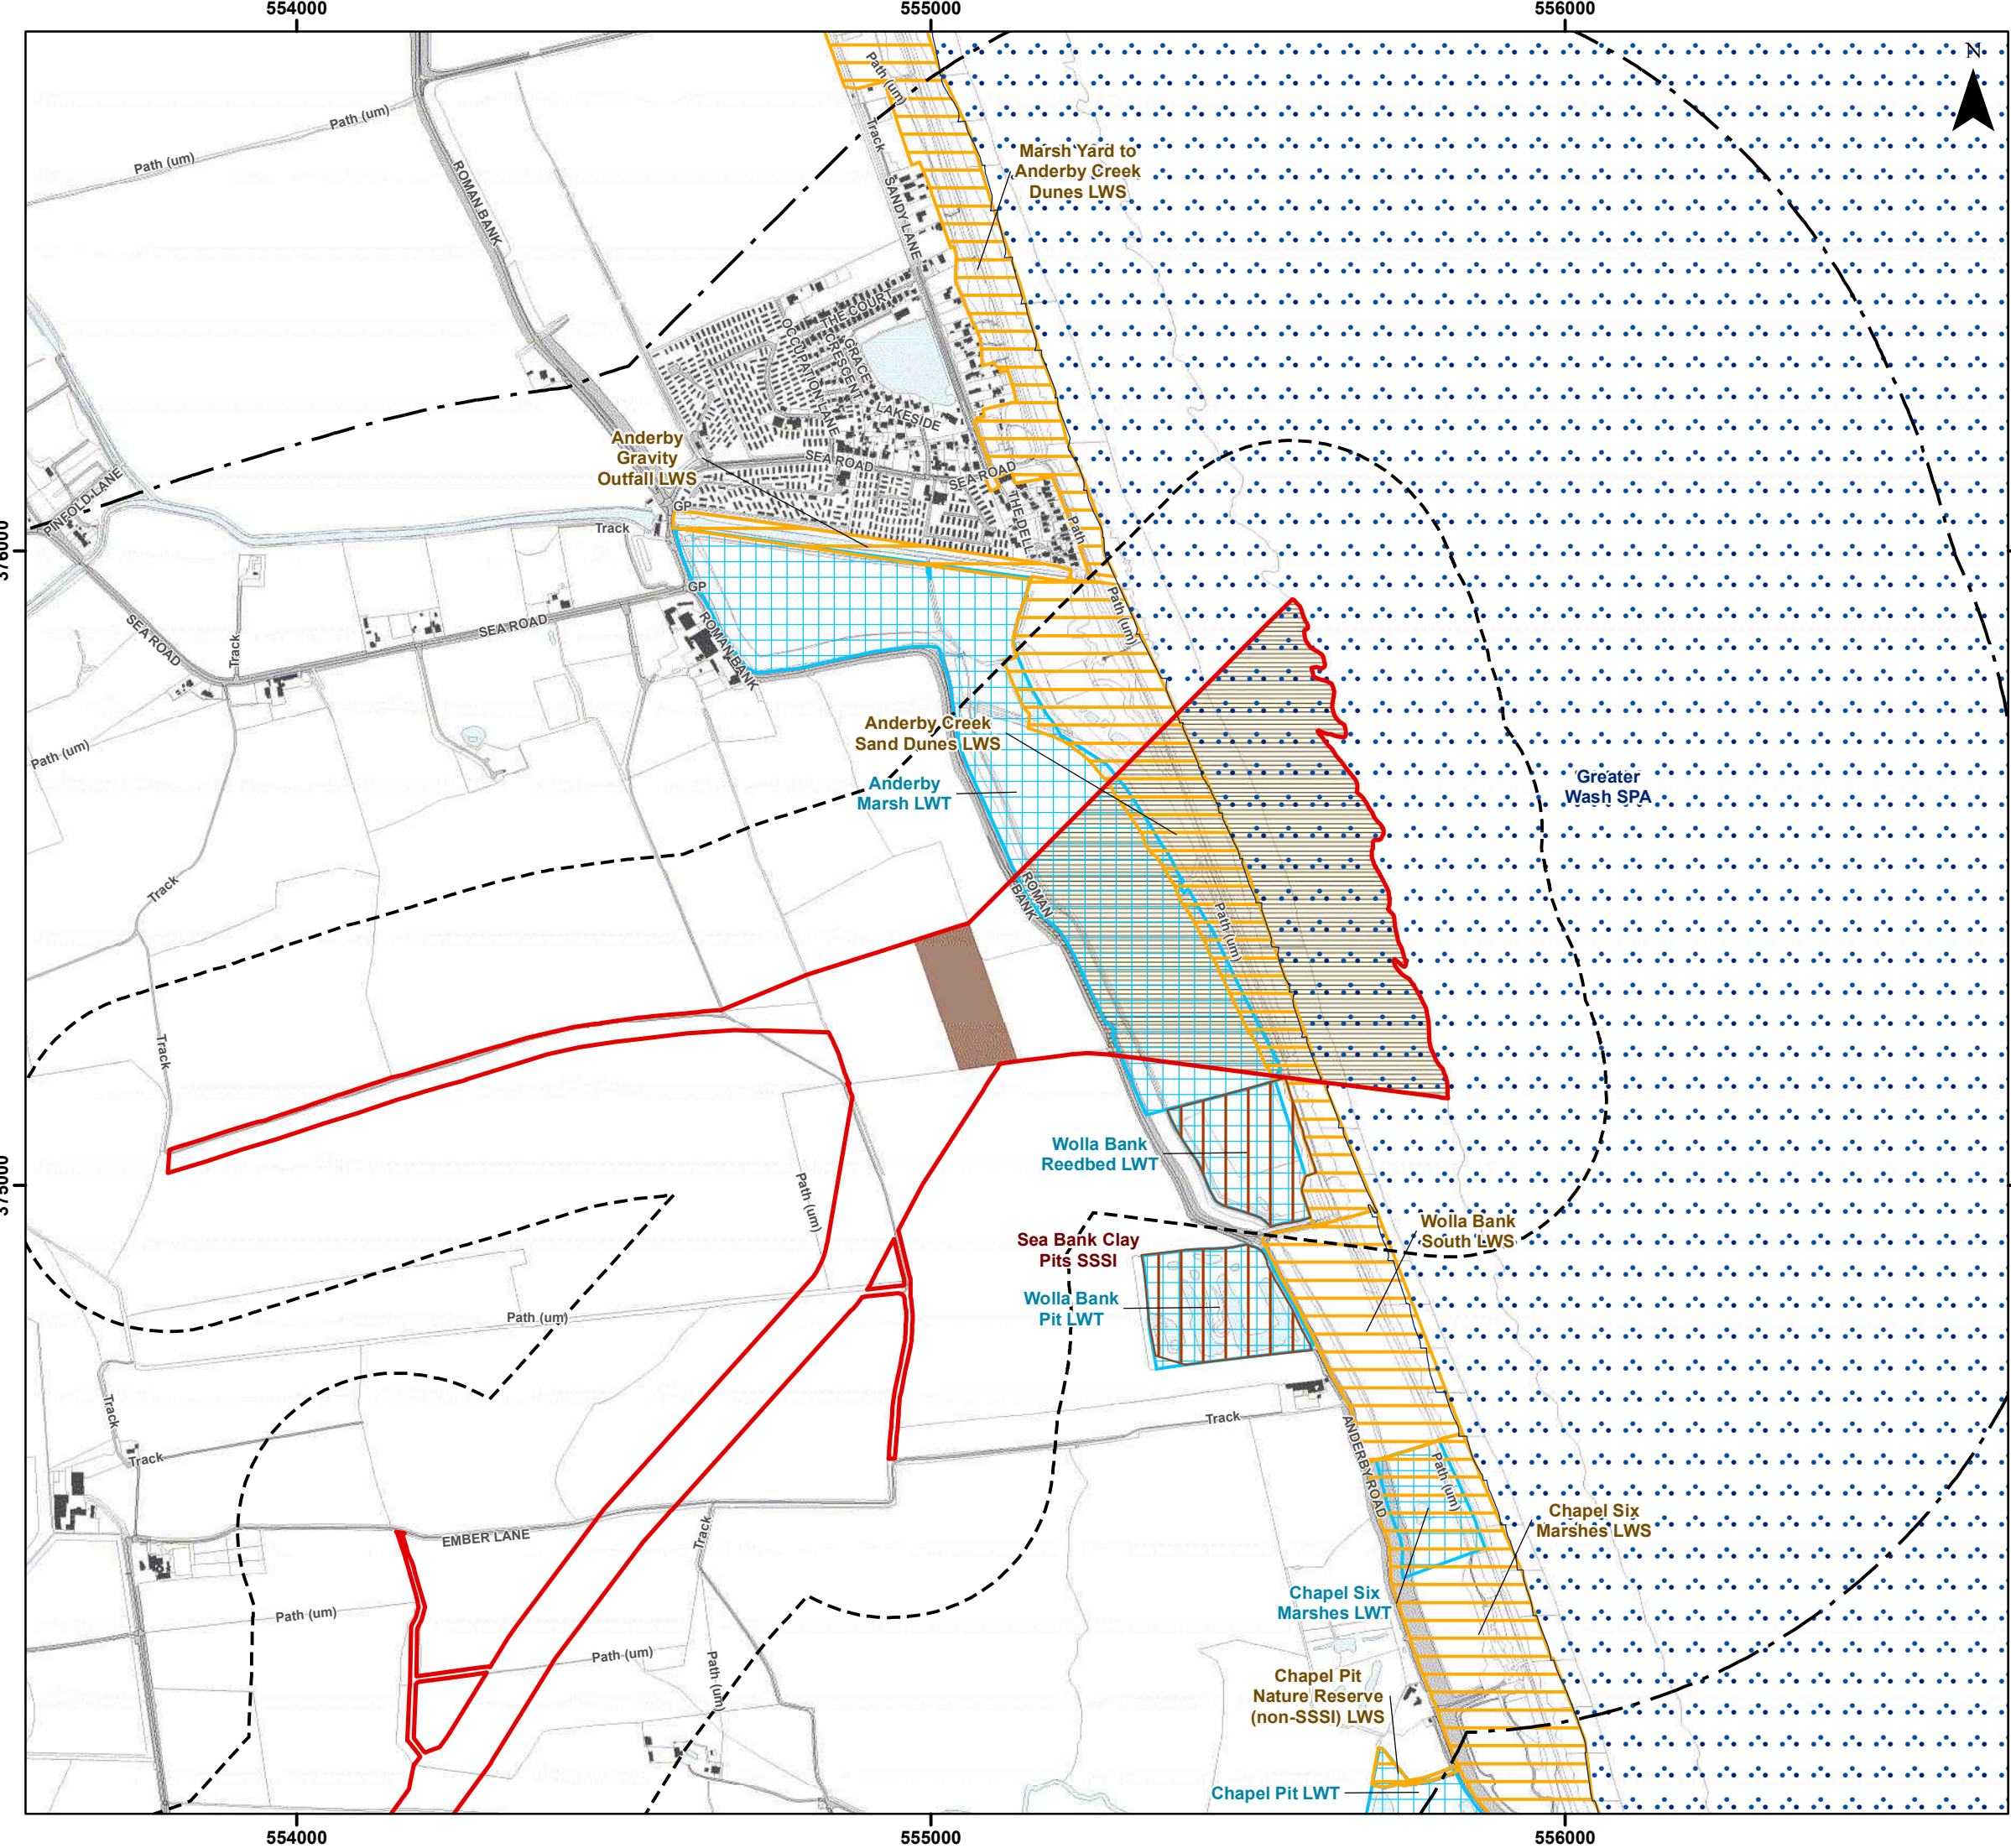 554000
555000
556000
N
Path (um)
Path (um)
Path (um)
Track
ROMAN BANK
SANDY LANE
Marsh Yard to
Anderby Creek
Dunes LWS
THE COURT
GRACE
CRECENT
OCCUPATION LANE
LAKESIDE
Anderby
Gravity
Outfall LWS
SEA ROAD
SEA ROAD
THE DELL
Path
PINFOLD LANE
GP
Track
376000
GP
ROMAN BANK
SEA ROAD
SEA ROAD
Track
Path (um)
Path (um)
Anderby Creek
Sand Dunes LWS
Anderby
Marsh LWT
Greater
Wash SPA
Track
ROMAN
BANK
Path (um)
Track
375000
Wolla Bank
Reedbed LWT
Path (um)
Wolla Bank
South LWS
Sea Bank Clay
Pits SSSI
Wolla Bank
Pit LWT
Path (um)
Track
Track
Track
ANDERBY ROAD
Path (um)
EMBER LANE
Track
Chapel Six
Marshes LWS
Chapel Six
Marshes LWT
Path (um)
Path (um)
Path (um)
Chapel Pit
Nature Reserve
(non-SSSI) LWS
Chapel Pit LWT
554000
555000
556000